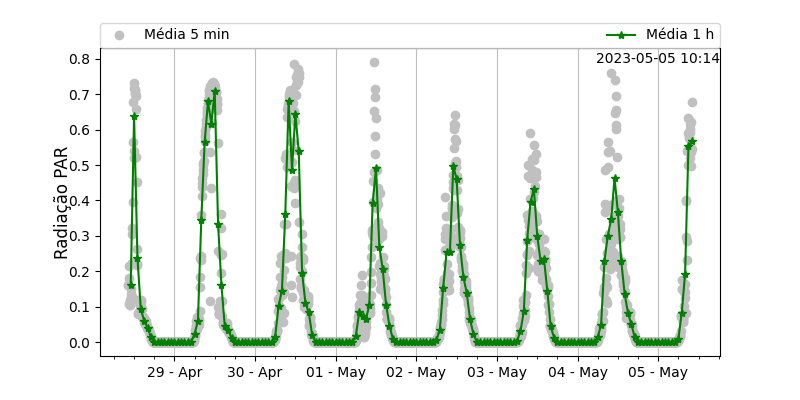 Média 5 min
Média 1 h
2023-05-05 10:14
Radiação PAR
0.8
0.7
0.6
0.5
0.4
0.3
0.2
0.1
0.0
29 - Apr
30 - Apr
01 - May
02 - May
03 - May
04 - May
05 - May